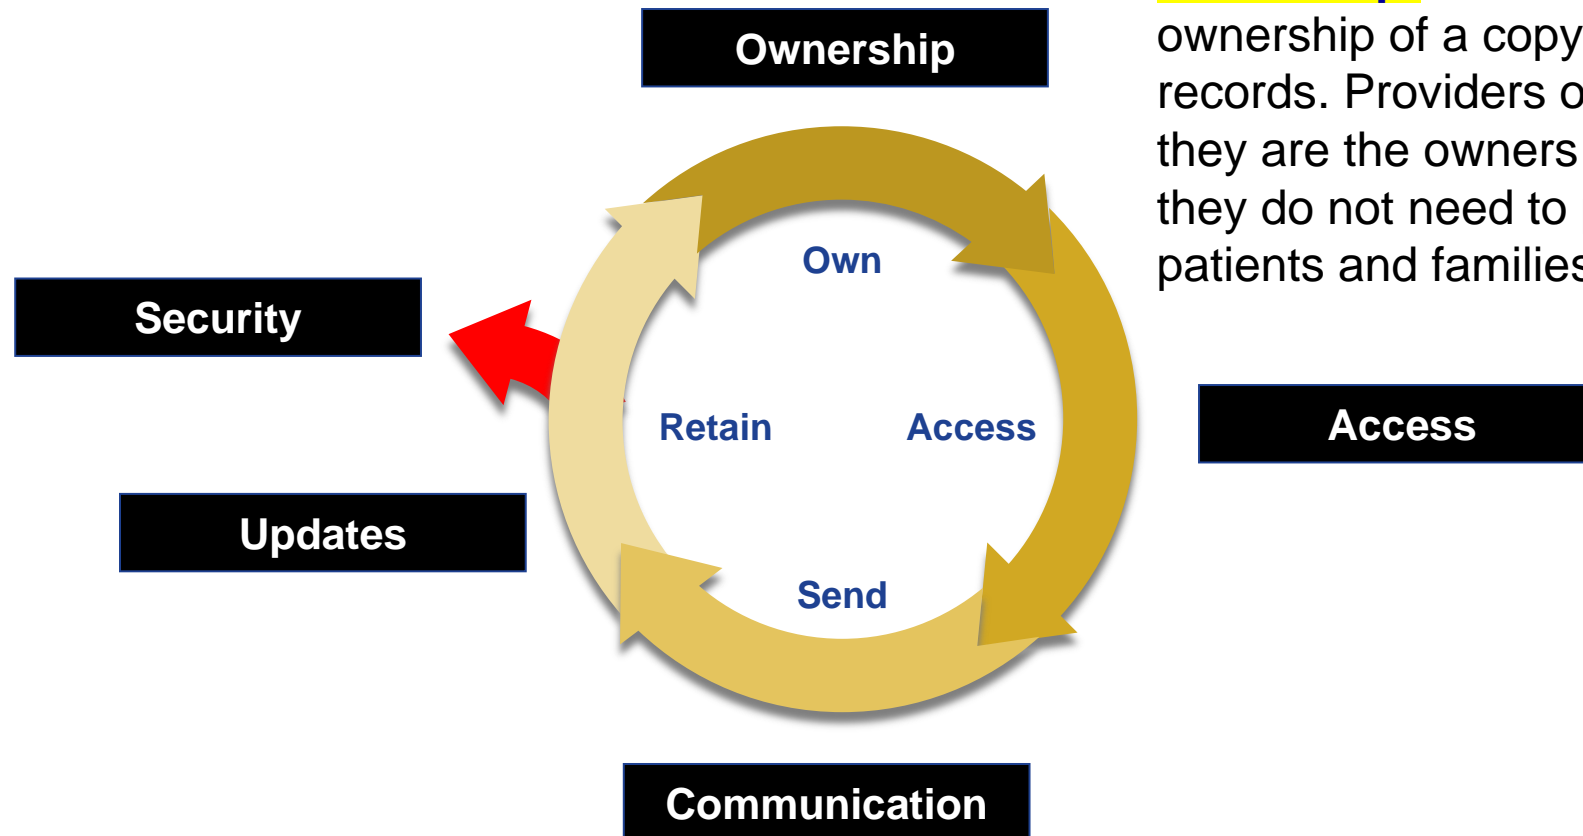 Ownership
ownership of a copy
records. Providers
they are the owners
they do not need to
patients and families
Own
Security
Retain
Access
Access
Updates
Send
Communication